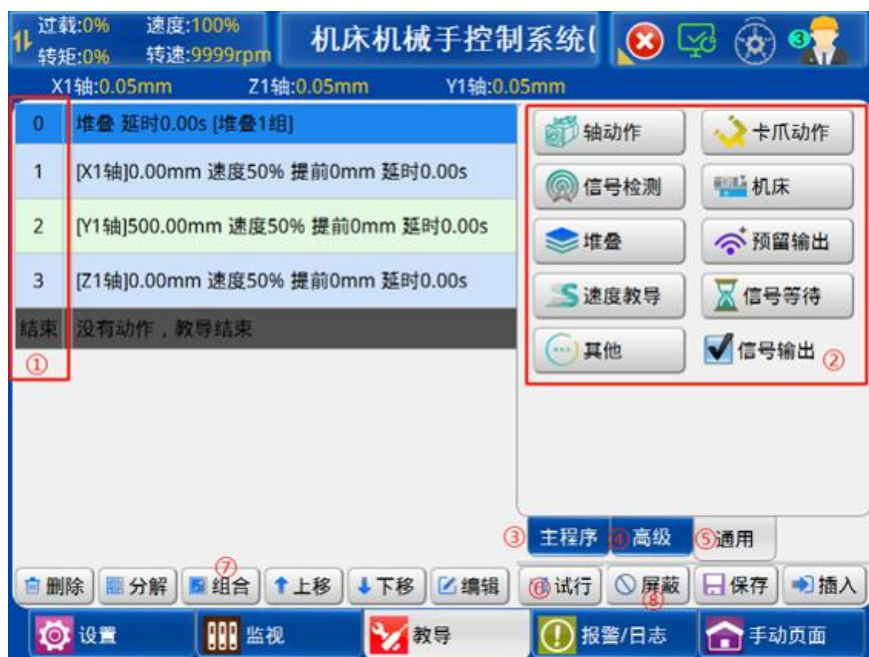 过载:0% 速度:100%
转矩:0% 转速:9999rpm
机床机械手控制系统(
3
X1轴:0.05mm Z1轴:0.05mm Y1轴:0.05mm
0 堆叠 延时0.00s [堆叠1组]
1 [X1轴]0.00mm 速度50% 提前0mm 延时0.00s
2 [Y1轴]500.00mm 速度50% 提前0mm 延时0.00s
3 [Z1轴]0.00mm 速度50% 提前0mm 延时0.00s
结束 没有动作，教导结束
①
轴动作 卡爪动作
信号检测 机床
堆叠 预留输出
速度教导 信号等待
其他 信号输出 ②
③ 主程序 ④ 高级 ⑤ 通用
⑦
删除 分解 组合 上移 下移 编辑 ⑥ 试行 屏蔽 保存 插入
⑧
设置 监视 教导 报警/日志 手动页面